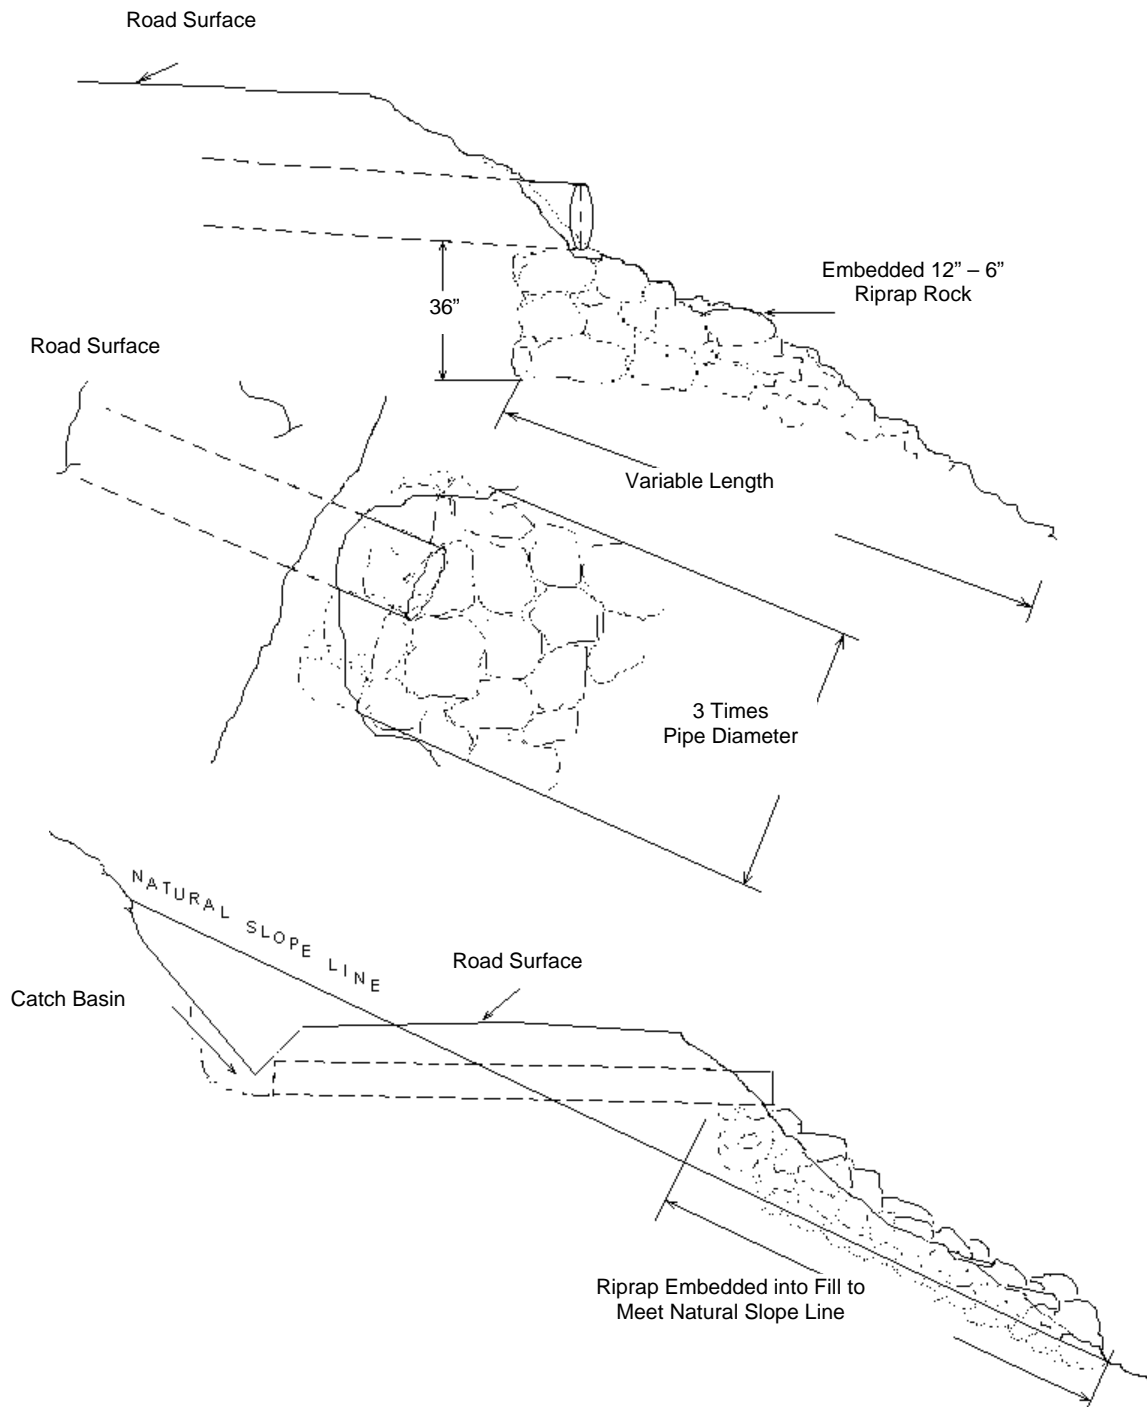 Road Surface
Embedded 12” – 6”
Riprap Rock
36”
Road Surface
Variable Length
3 Times
Pipe Diameter
NATURAL SLOPE LINE
Road Surface
Catch Basin
Riprap Embedded into Fill to
Meet Natural Slope Line